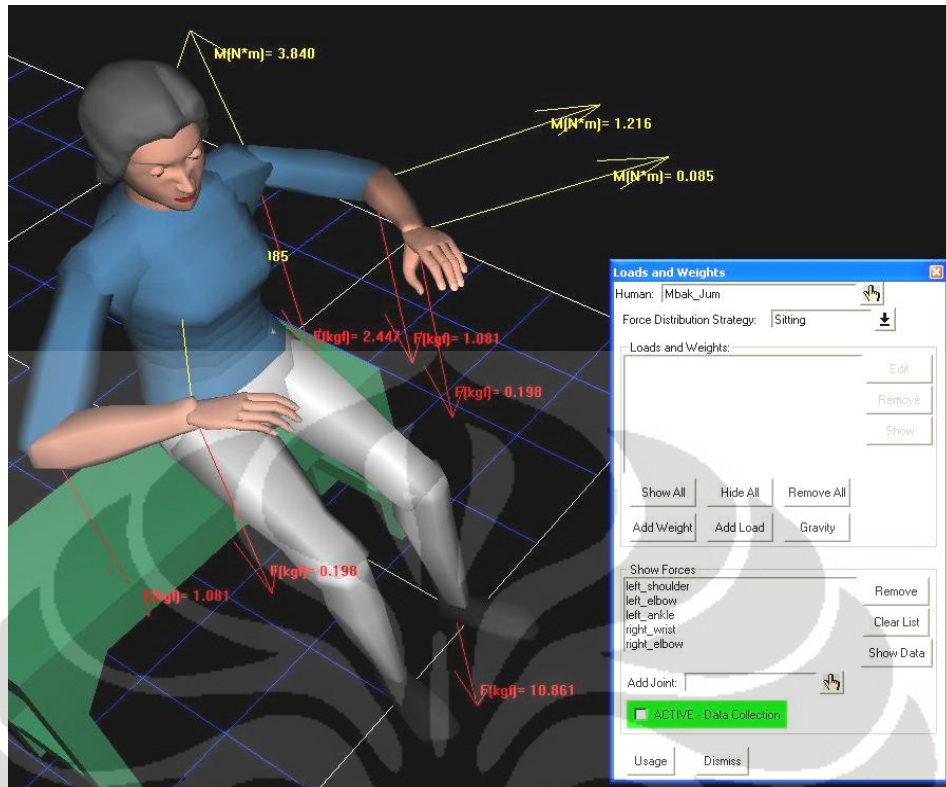 M(N*m)= 3.840
M(N*m)= 1.216
M(N*m)= 0.085
085
F(kgf)= 2.447
F(kgf)= 1.081
F(kgf)= 0.198
F(kgf)= 0.198
F(kgf)= 1.081
F(kgf)= 10.861
Loads and Weights
Human: Mbak_Jum
Force Distribution Strategy: Sitting
Loads and Weights:
Edit
Remove
Show
Show All Hide All Remove All
Add Weight Add Load Gravity
Show Forces
left_shoulder
left_elbow
left_ankle
right_wrist
right_elbow
Remove
Clear List
Show Data
Add Joint:
ACTIVE - Data Collection
Usage Dismiss